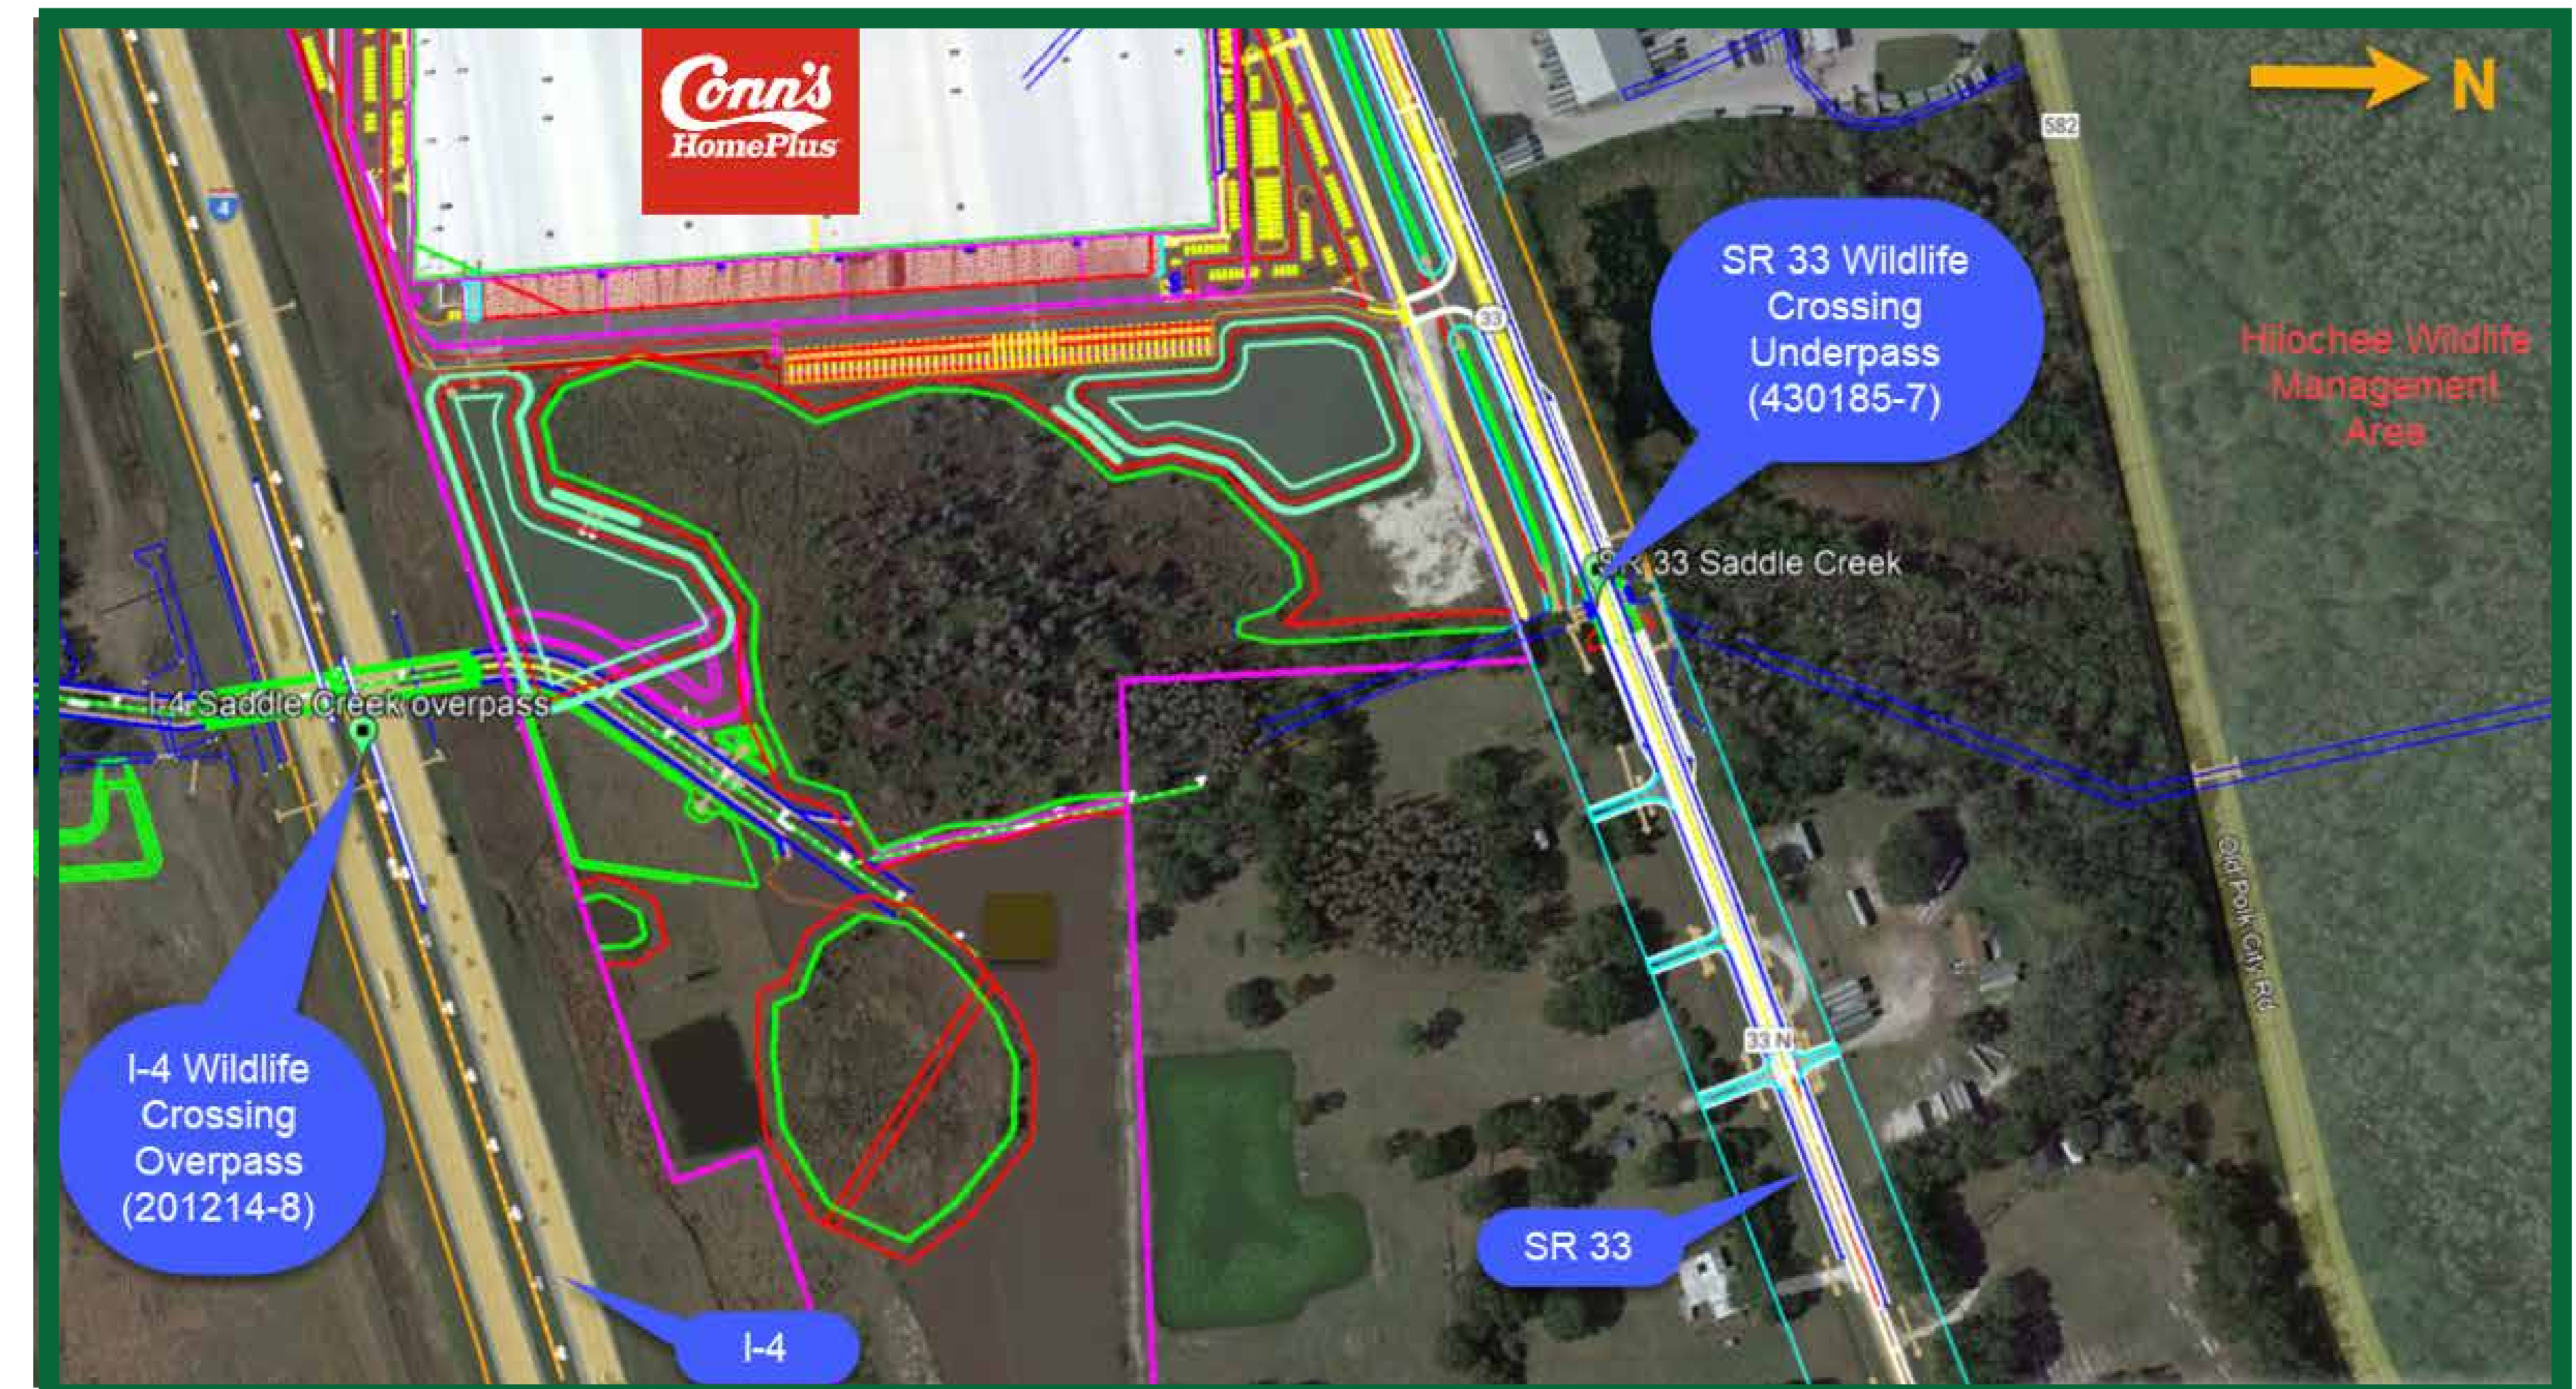 Conn's
HomePlus
N
582
4
SR 33 Wildlife
Crossing
Underpass
(430185-7)
33
Hilochee Wildlife
Management
Area
SR 33 Saddle Creek
I-4 Saddle Creek overpass
Old Polk City Rd
33 N
I-4 Wildlife
Crossing
Overpass
(201214-8)
SR 33
I-4